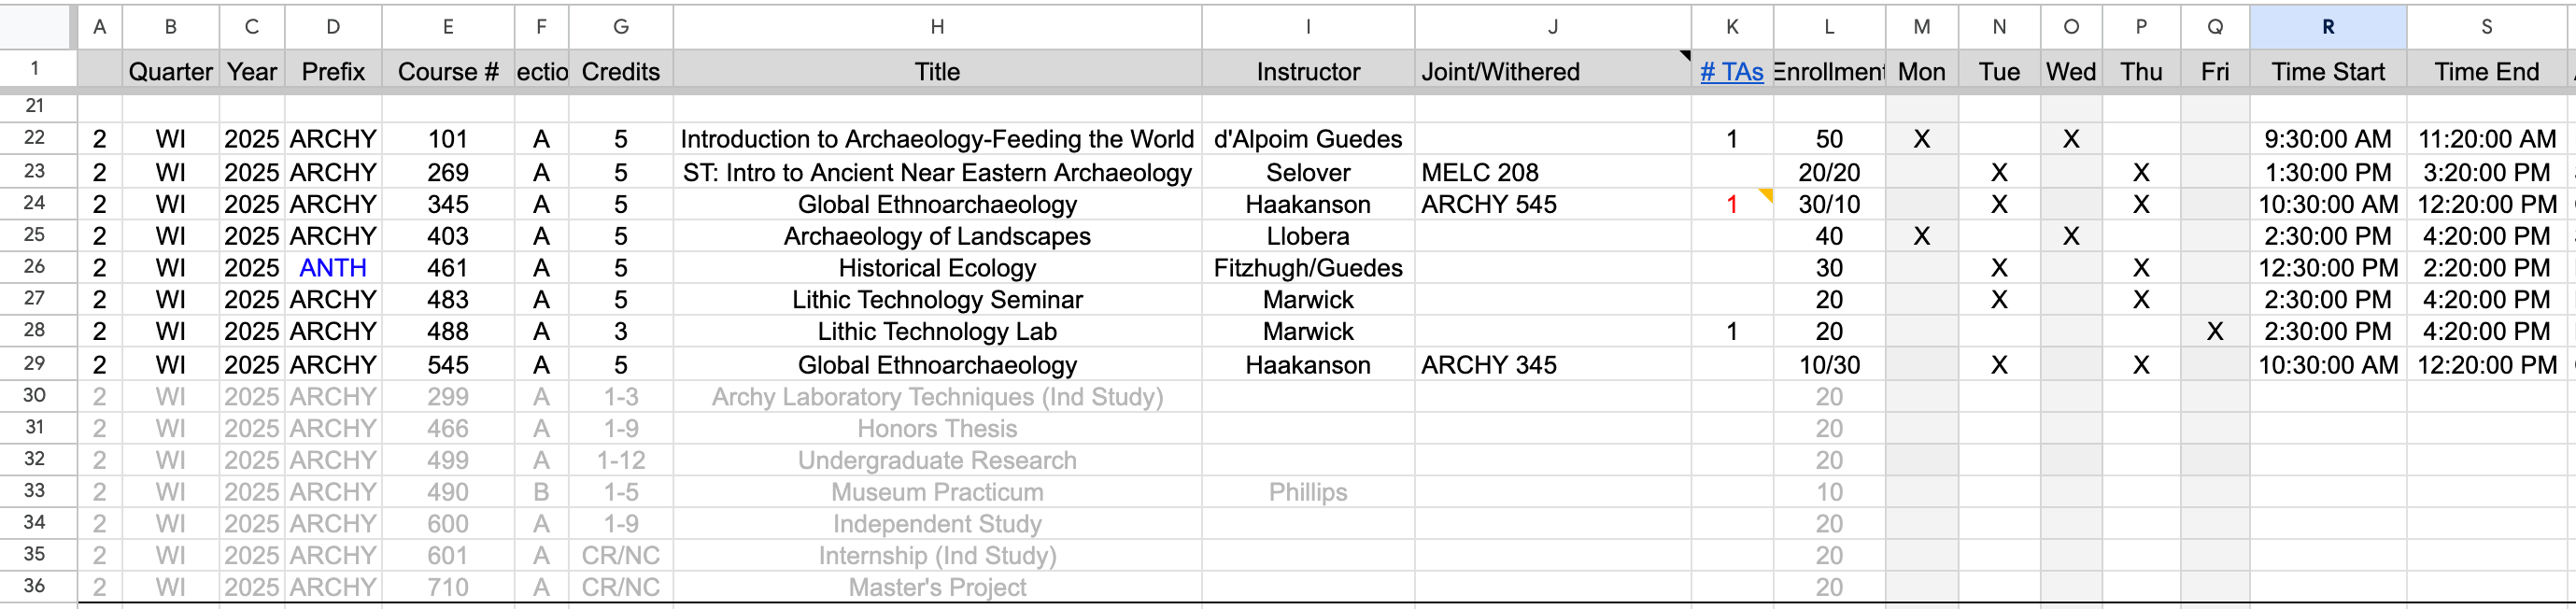 A B C D E F G H I J K L M N O P Q R S
1 Quarter Year Prefix Course # ectio Credits Title Instructor Joint/Withered # TAs Enrollment Mon Tue Wed Thu Fri Time Start Time End
21
22 2 WI 2025 ARCHY 101 A 5 Introduction to Archaeology-Feeding the World d'Alpoim Guedes 1 50 X X 9:30:00 AM 11:20:00 AM
23 2 WI 2025 ARCHY 269 A 5 ST: Intro to Ancient Near Eastern Archaeology Selover MELC 208 20/20 X X 1:30:00 PM 3:20:00 PM
24 2 WI 2025 ARCHY 345 A 5 Global Ethnoarchaeology Haakanson ARCHY 545 1 30/10 X X 10:30:00 AM 12:20:00 PM
25 2 WI 2025 ARCHY 403 A 5 Archaeology of Landscapes Llobera 40 X X 2:30:00 PM 4:20:00 PM
26 2 WI 2025 ANTH 461 A 5 Historical Ecology Fitzhugh/Guedes 30 X X 12:30:00 PM 2:20:00 PM
27 2 WI 2025 ARCHY 483 A 5 Lithic Technology Seminar Marwick 20 X X 2:30:00 PM 4:20:00 PM
28 2 WI 2025 ARCHY 488 A 3 Lithic Technology Lab Marwick 1 20 X 2:30:00 PM 4:20:00 PM
29 2 WI 2025 ARCHY 545 A 5 Global Ethnoarchaeology Haakanson ARCHY 345 10/30 X X 10:30:00 AM 12:20:00 PM
30 2 WI 2025 ARCHY 299 A 1-3 Archy Laboratory Techniques (Ind Study) 20
31 2 WI 2025 ARCHY 466 A 1-9 Honors Thesis 20
32 2 WI 2025 ARCHY 499 A 1-12 Undergraduate Research 20
33 2 WI 2025 ARCHY 490 B 1-5 Museum Practicum Phillips 10
34 2 WI 2025 ARCHY 600 A 1-9 Independent Study 20
35 2 WI 2025 ARCHY 601 A CR/NC Internship (Ind Study) 20
36 2 WI 2025 ARCHY 710 A CR/NC Master's Project 20